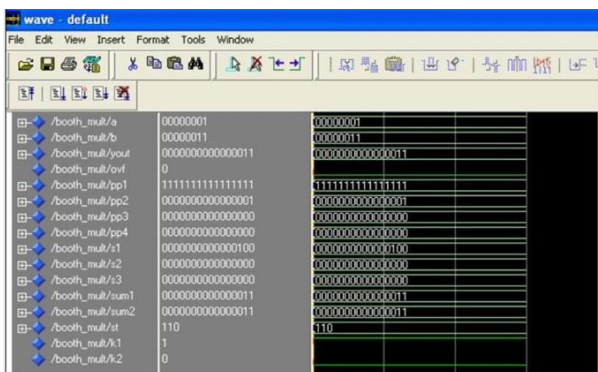 wave - default
File Edit View Insert Format Tools Window
/booth_mult/a 00000001 00000001
/booth_mult/b 00000011 00000011
/booth_mult/yout 0000000000000011 0000000000000011
/booth_mult/ovf 0
/booth_mult/pp1 1111111111111111 1111111111111111
/booth_mult/pp2 0000000000000001 0000000000000001
/booth_mult/pp3 0000000000000000 0000000000000000
/booth_mult/pp4 0000000000000000 0000000000000000
/booth_mult/s1 0000000000000100 0000000000000100
/booth_mult/s2 0000000000000000 0000000000000000
/booth_mult/s3 0000000000000000 0000000000000000
/booth_mult/sum1 0000000000000011 0000000000000011
/booth_mult/sum2 0000000000000011 0000000000000011
/booth_mult/st 110 110
/booth_mult/k1 1
/booth_mult/k2 0